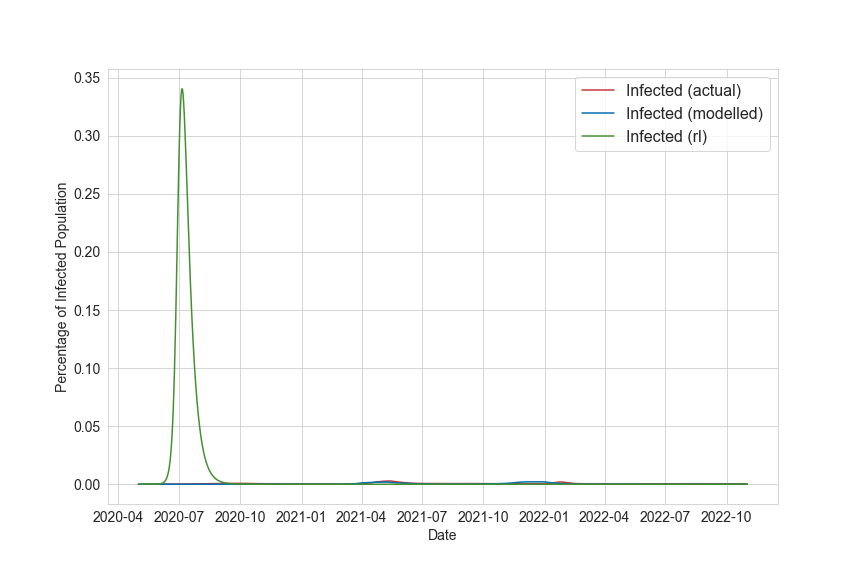 Infected (actual)
Infected (modelled)
Infected (rl)
Percentage of Infected Population
0.35
0.30
0.25
0.20
0.15
0.10
0.05
0.00
2020-04 2020-07 2020-10 2021-01 2021-04 2021-07 2021-10 2022-01 2022-04 2022-07 2022-10
Date